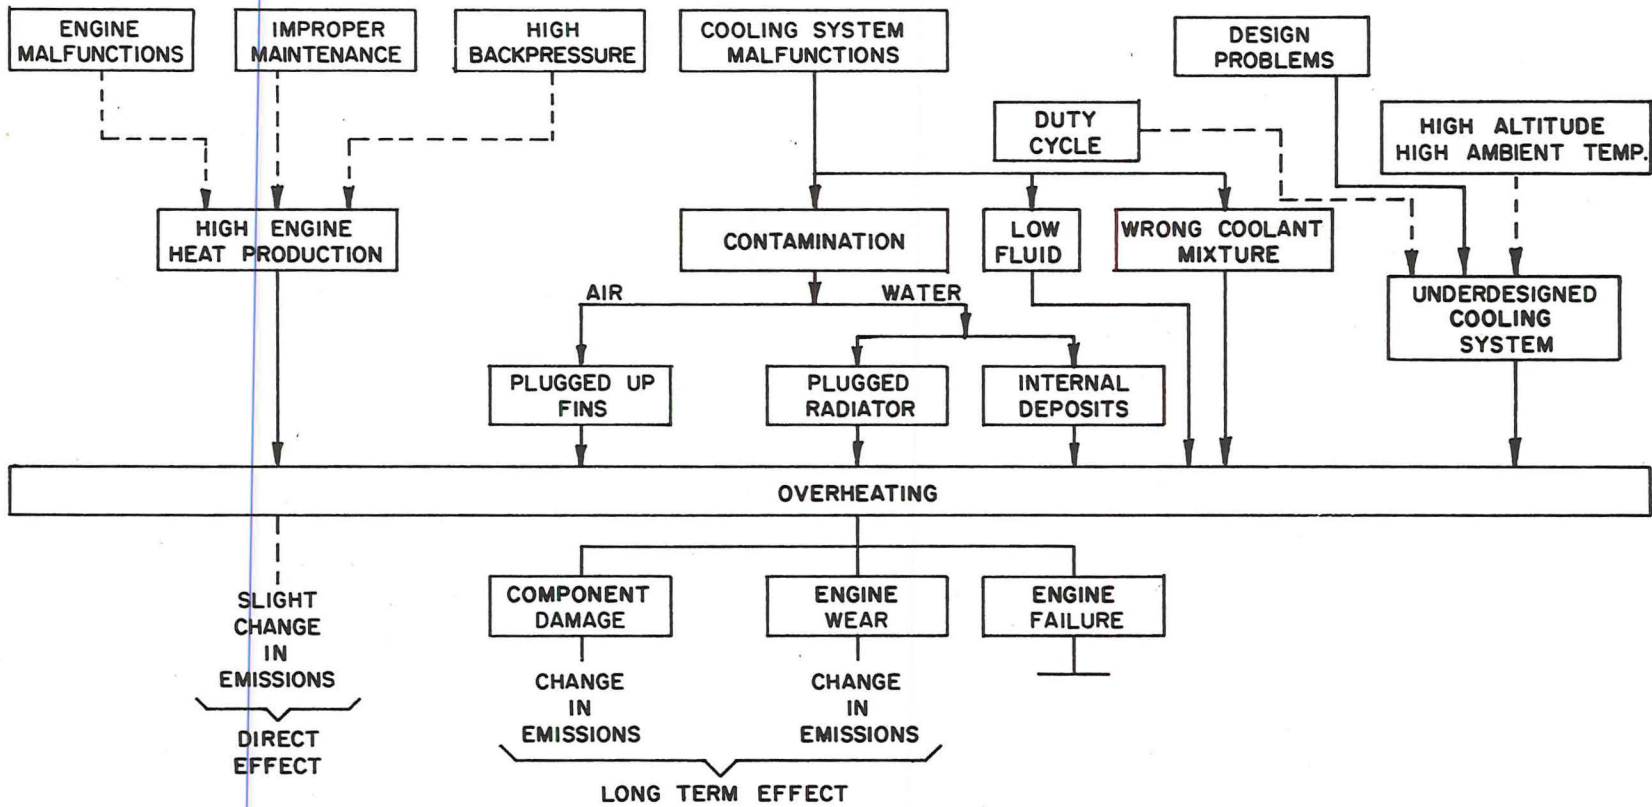 ENGINE
MALFUNCTIONS
IMPROPER
MAINTENANCE
HIGH
BACKPRESSURE
COOLING SYSTEM
MALFUNCTIONS
DESIGN
PROBLEMS
DUTY
CYCLE
HIGH ALTITUDE
HIGH AMBIENT TEMP.
HIGH ENGINE
HEAT PRODUCTION
CONTAMINATION
LOW
FLUID
WRONG COOLANT
MIXTURE
UNDERDESIGNED
COOLING
SYSTEM
AIR
WATER
PLUGGED UP
FINS
PLUGGED
RADIATOR
INTERNAL
DEPOSITS
OVERHEATING
SLIGHT
CHANGE
IN
EMISSIONS
DIRECT
EFFECT
COMPONENT
DAMAGE
ENGINE
WEAR
ENGINE
FAILURE
CHANGE
IN
EMISSIONS
CHANGE
IN
EMISSIONS
LONG TERM EFFECT